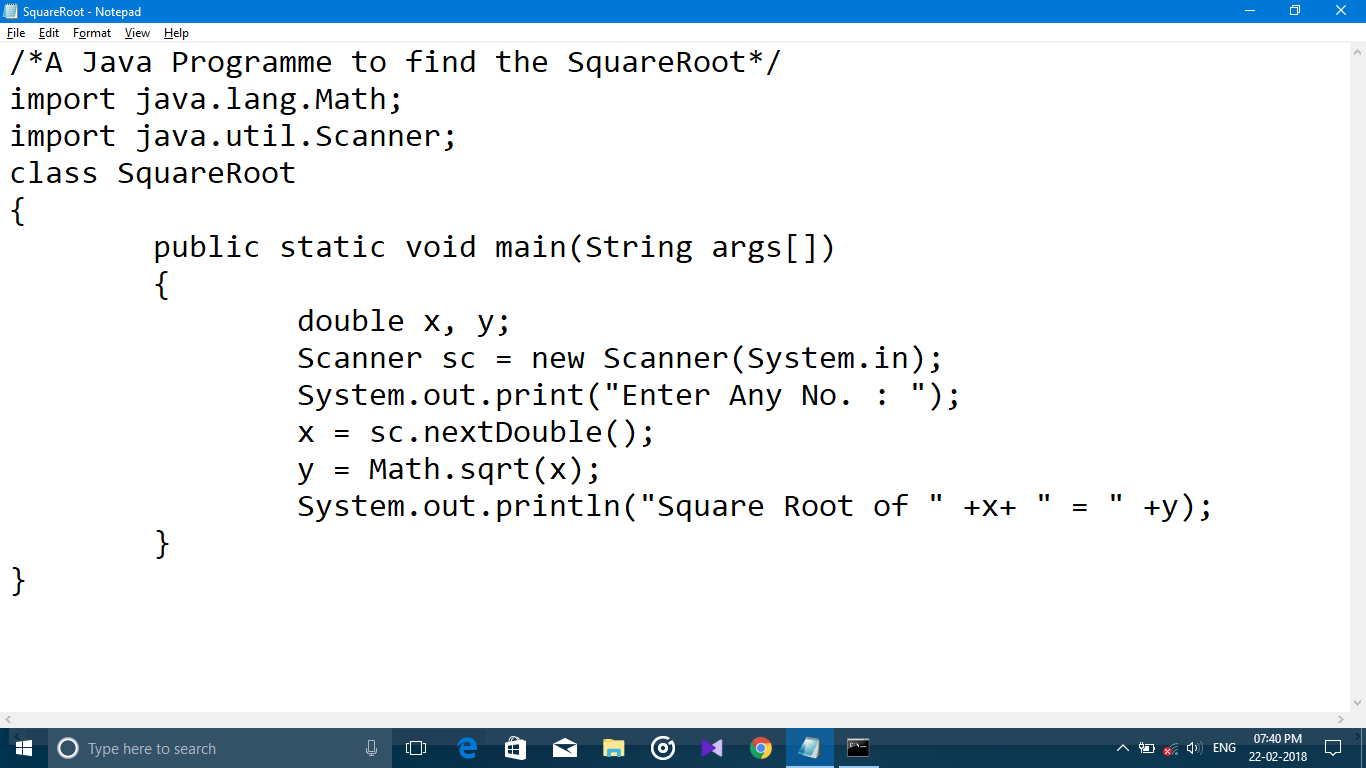 SquareRoot - Notepad
File Edit Format View Help
/*A Java Programme to find the SquareRoot*/
import java.lang.Math;
import java.util.Scanner;
class SquareRoot
{
        public static void main(String args[])
        {
                double x, y;
                Scanner sc = new Scanner(System.in);
                System.out.print("Enter Any No. : ");
                x = sc.nextDouble();
                y = Math.sqrt(x);
                System.out.println("Square Root of " +x+ " = " +y);
        }
}
Type here to search
ENG
07:40 PM
22-02-2018